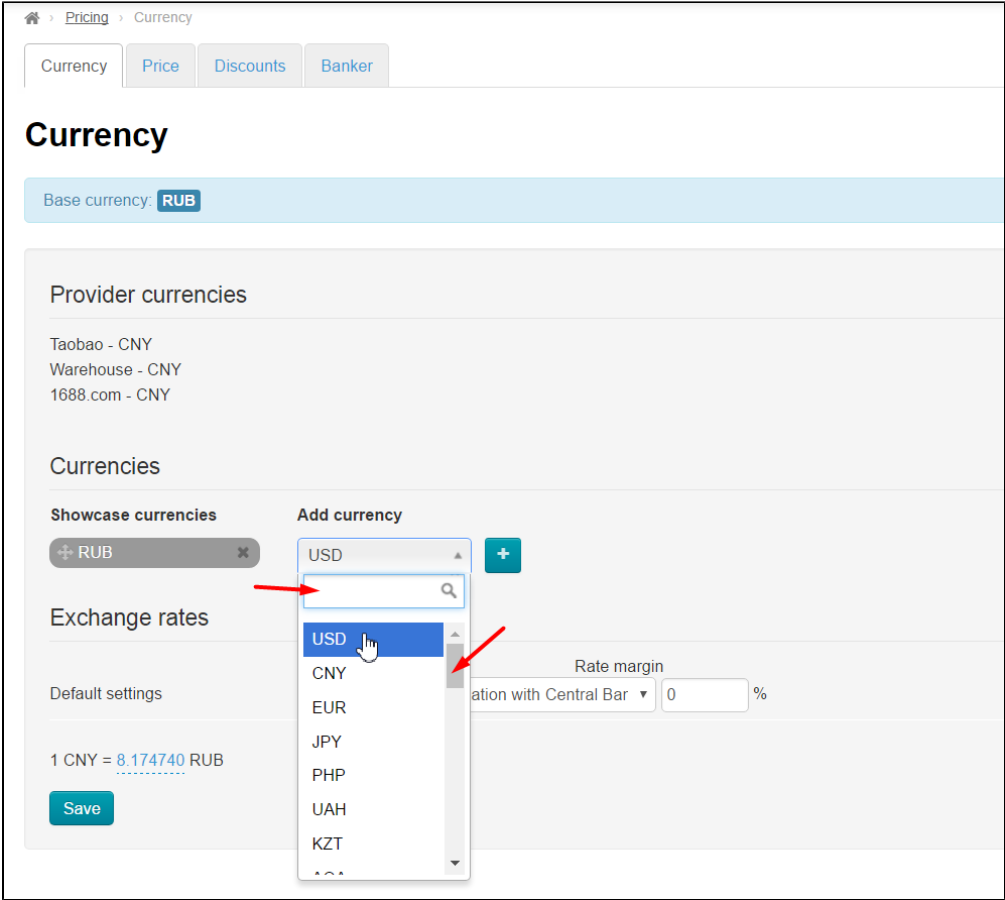 Pricing › Currency
Currency Price Discounts Banker
Currency
Base currency: RUB
Provider currencies
Taobao - CNY
Warehouse - CNY
1688.com - CNY
Currencies
Showcase currencies Add currency
RUB USD +
Exchange rates
USD
CNY
EUR
JPY
PHP
UAH
KZT
Rate margin
Default settings ation with Central Bar 0 %
1 CNY = 8.174740 RUB
Save